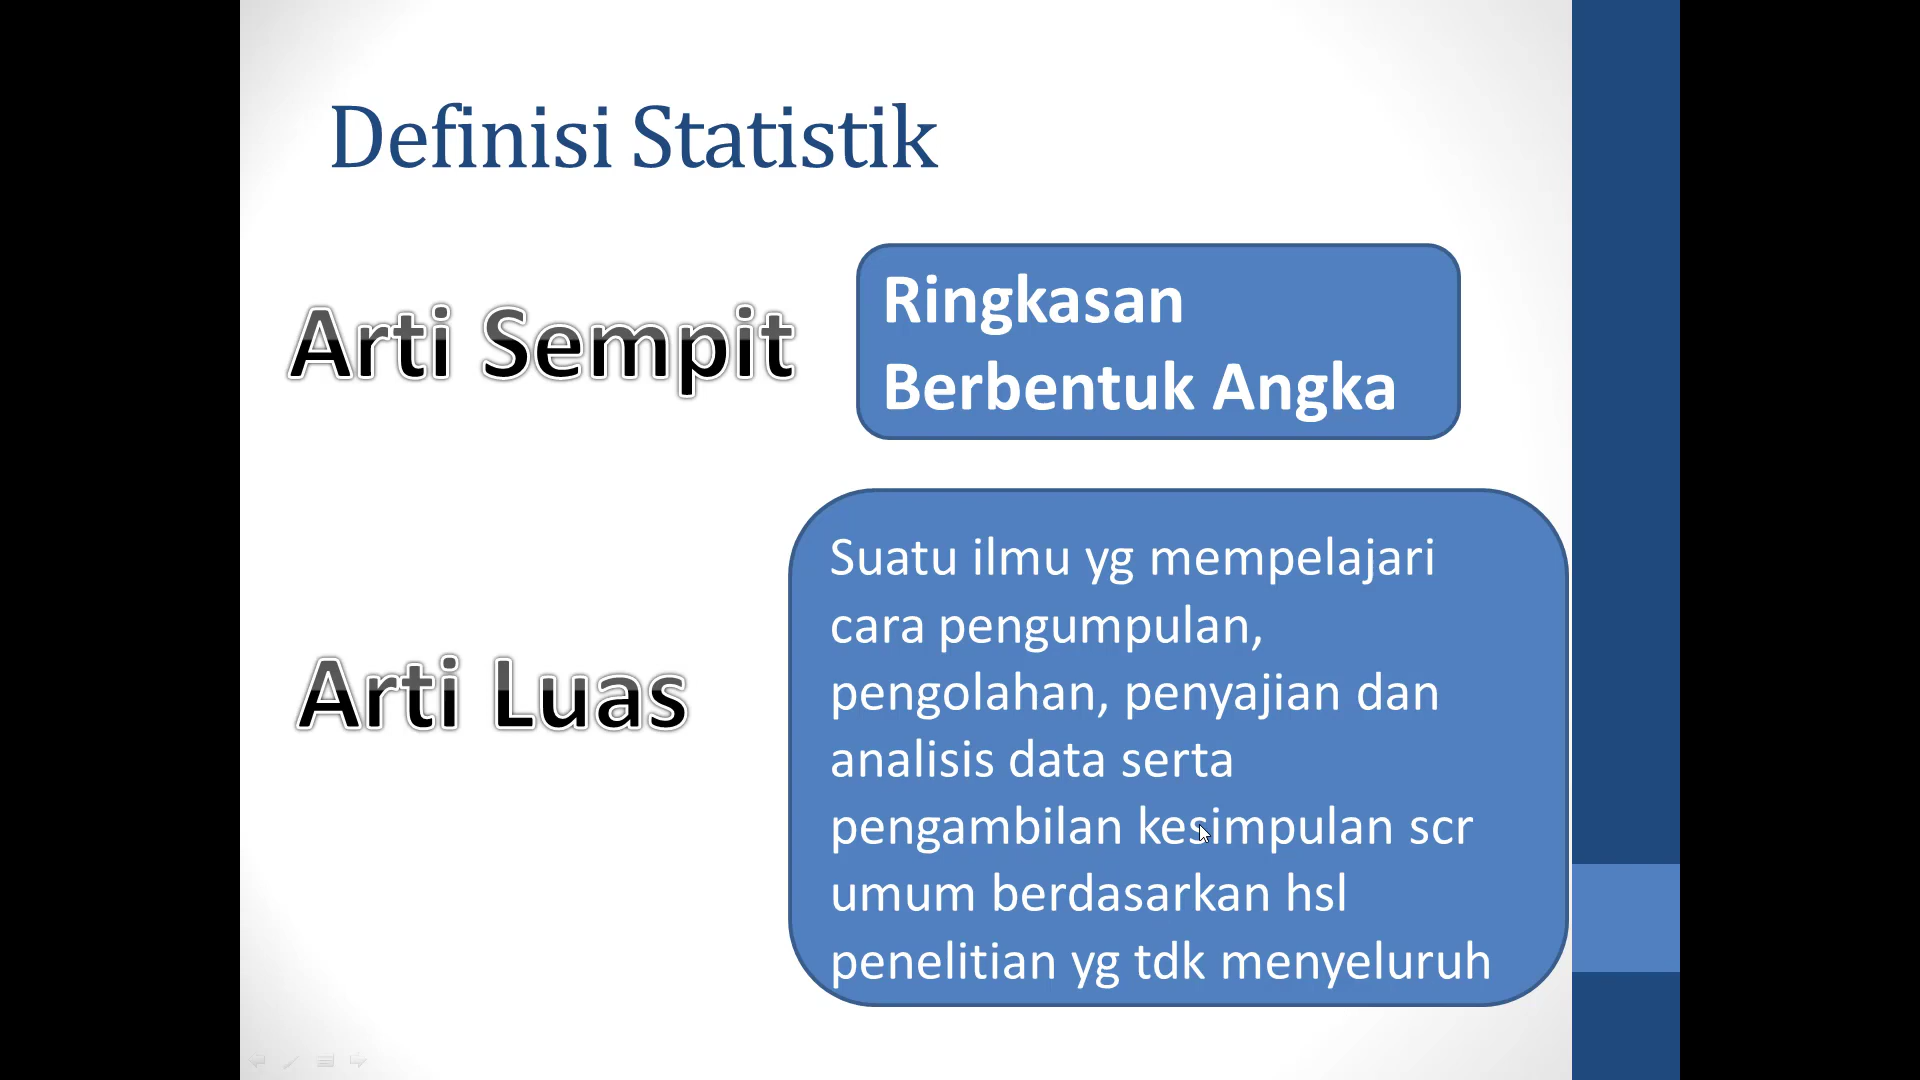 Definisi Statistik
Arti Sempit
Ringkasan
Berbentuk Angka
Arti Luas
Suatu ilmu yg mempelajari
cara pengumpulan,
pengolahan, penyajian dan
analisis data serta
pengambilan kesimpulan scr
umum berdasarkan hsl
penelitian yg tdk menyeluruh